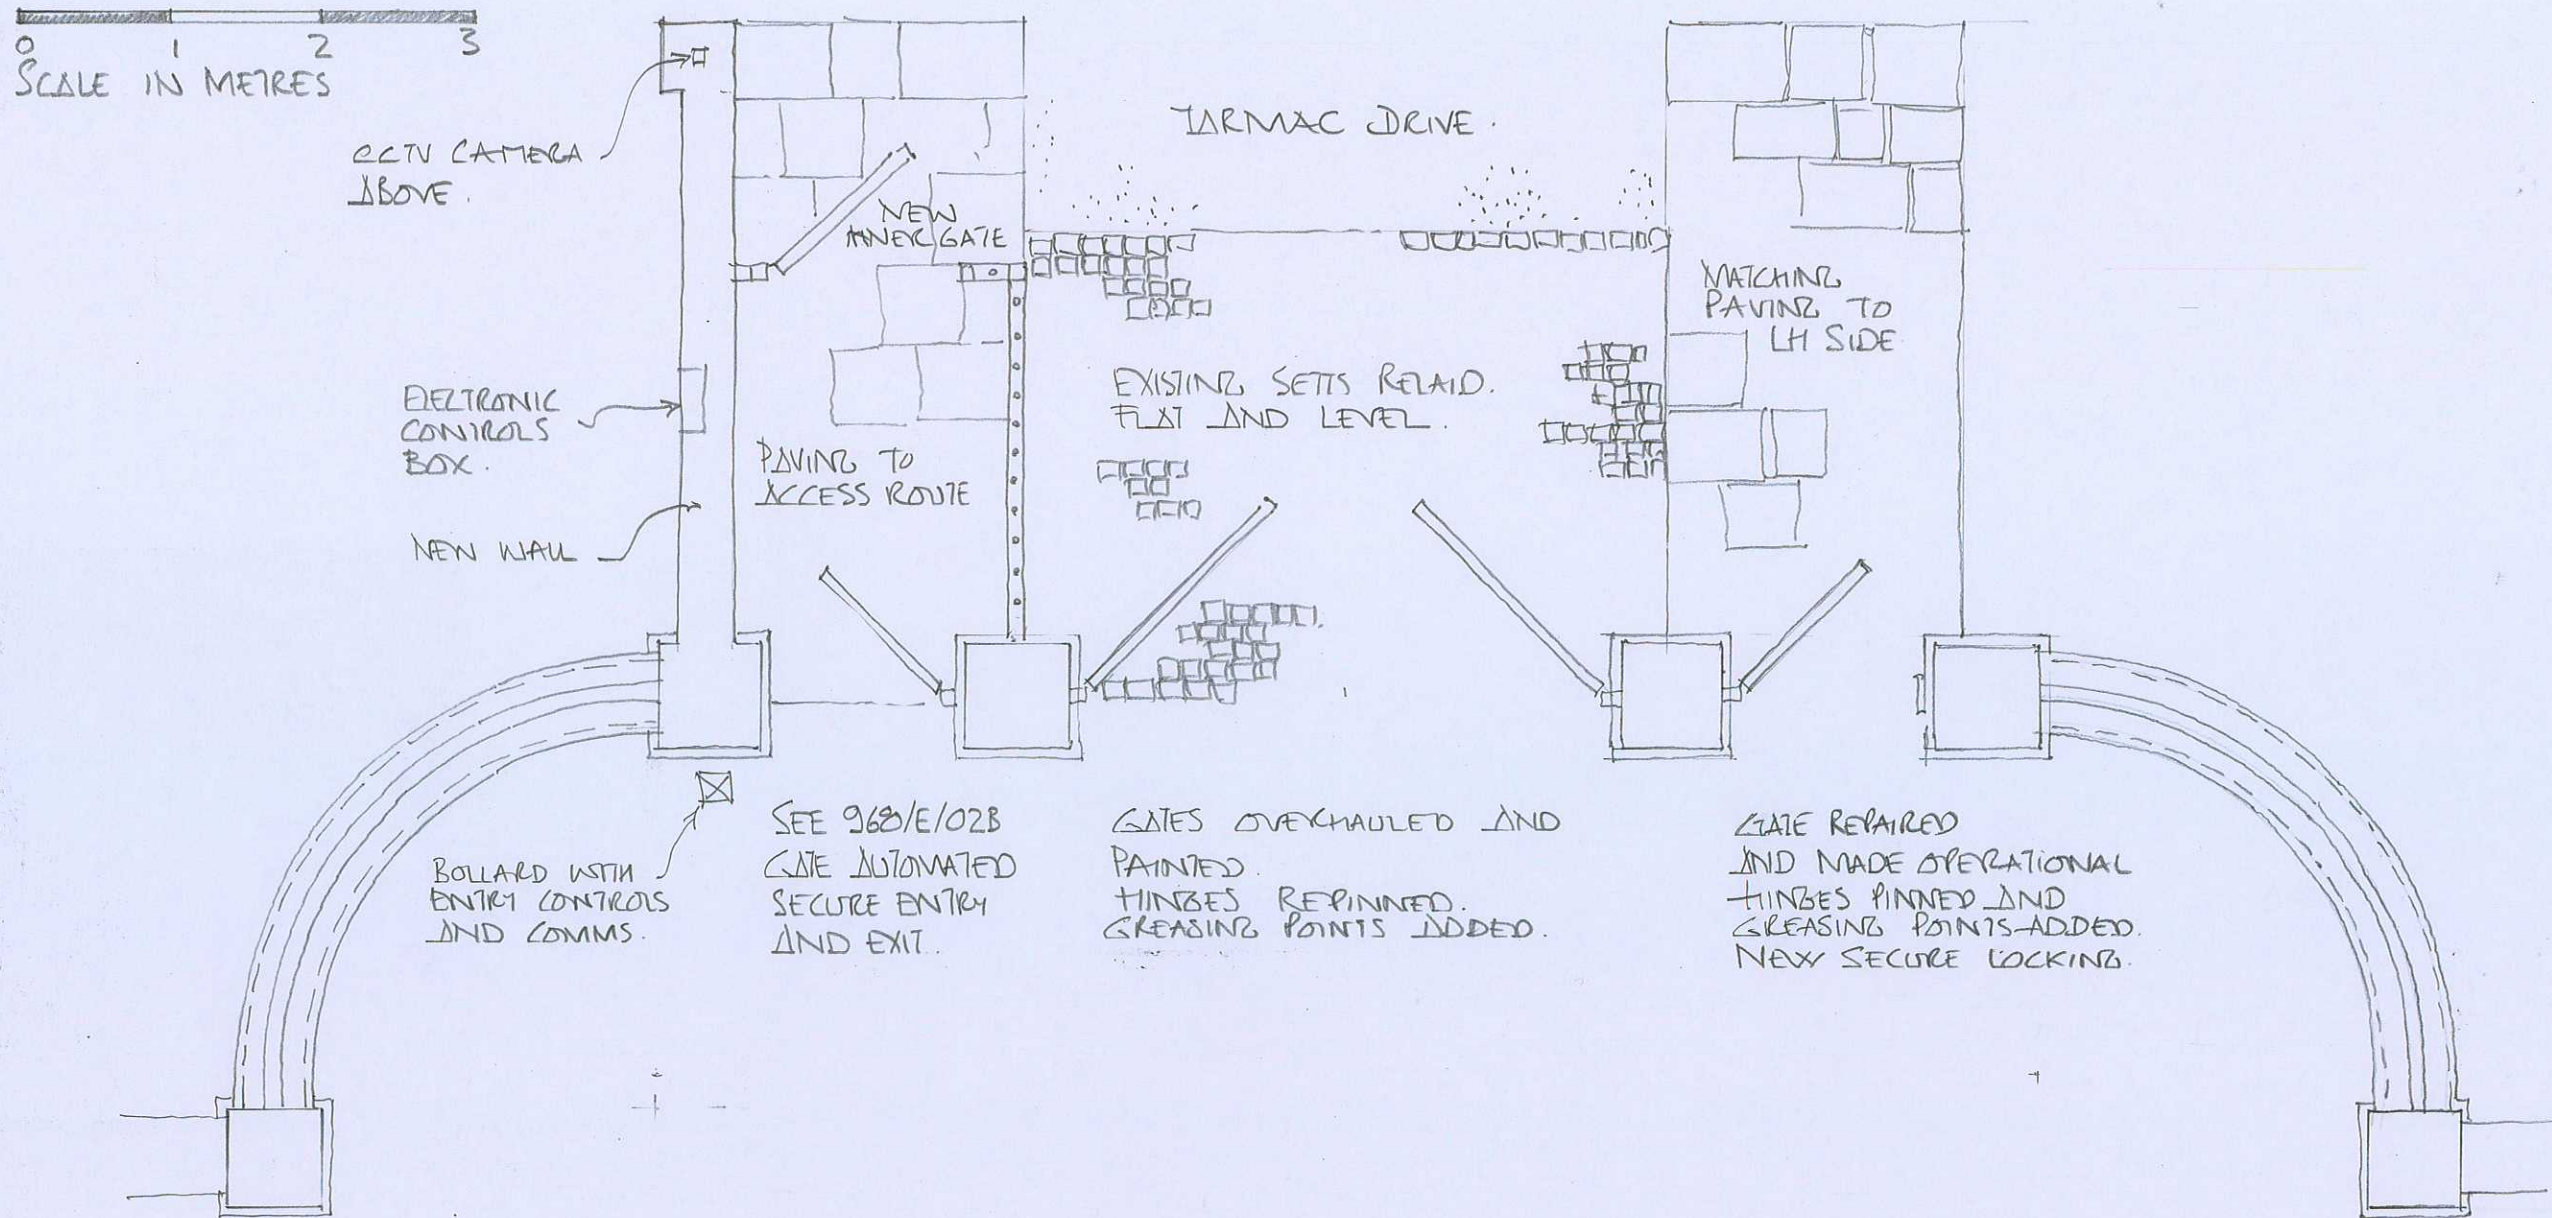 0 1 2 3
SCALE IN METRES
CCTV CAMERA
ABOVE.
TARMAC DRIVE.
NEW
INNER GATE
MATCHING
PAVING TO
LH SIDE
ELECTRONIC
CONTROLS
BOX.
EXISTING SETTS RELAID.
FLAT AND LEVEL.
PAVING TO
ACCESS ROUTE
NEW WALL
BOLLARD WITH
ENTRY CONTROLS
AND COMMS.
SEE 968/E/02B
GATE AUTOMATED
SECURE ENTRY
AND EXIT.
GATES OVERHAULED AND
PAINTED.
HINGES REPINNED.
GREASING POINTS ADDED.
GATE REPAIRED
AND MADE OPERATIONAL
HINGES PINNED AND
GREASING POINTS ADDED.
NEW SECURE LOCKING.